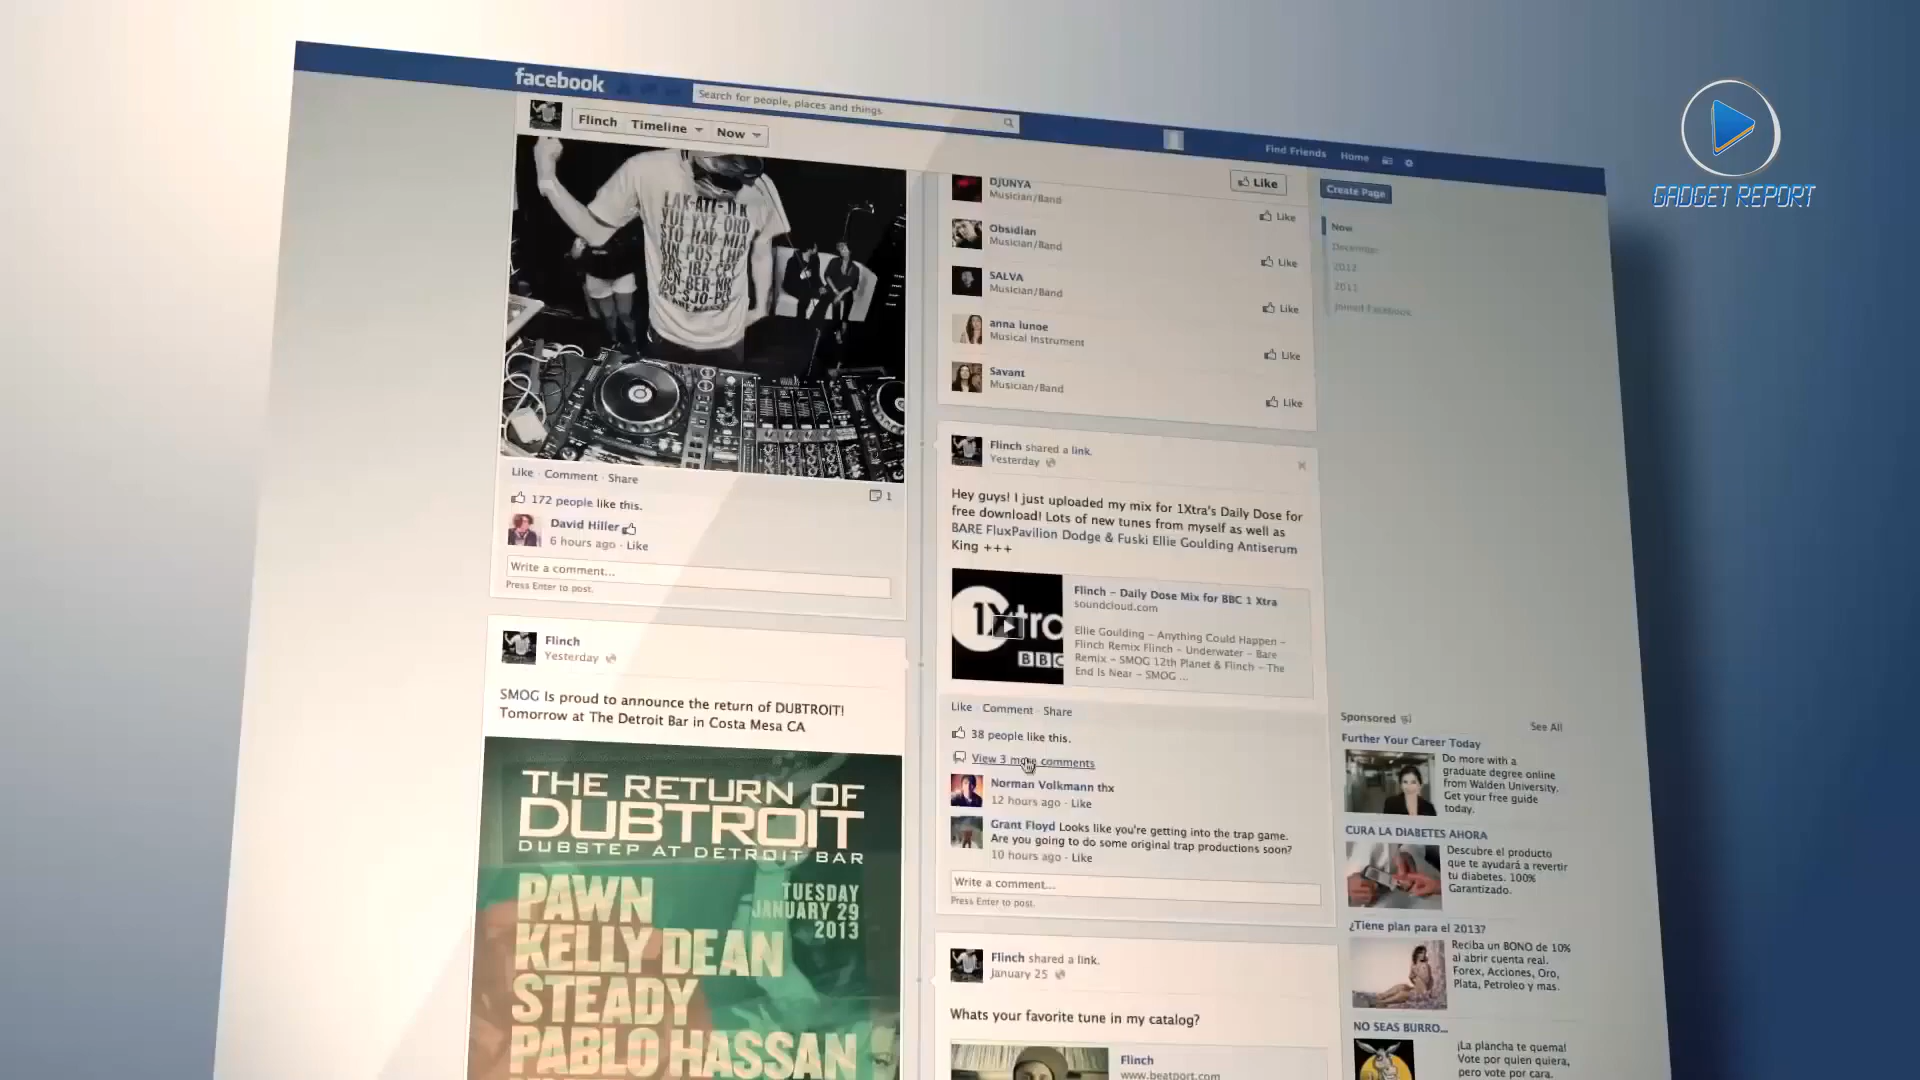 facebook
Search for people, places and things
Find Friends
Home
Flinch
Timeline
Now
GADGET REPORT
YUL-YYZ-ORD
STO-HAV-MIA
Like · Comment · Share
1
172 people like this.
David Hiller
6 hours ago · Like
Write a comment...
Press Enter to post.
Flinch
Yesterday
SMOG is proud to announce the return of DUBTROIT!
Tomorrow at The Detroit Bar in Costa Mesa CA
THE RETURN OF
DUBTROIT
DUBSTEP AT DETROIT BAR
TUESDAY
JANUARY 29
2013
PAWN
KELLY DEAN
STEADY
PABLO HASSAN
DJUNYA
Musician/Band
Like
Like
Obsidian
Musician/Band
Like
SALVA
Musician/Band
Like
anna lunoe
Musical Instrument
Like
Savant
Musician/Band
Like
Flinch shared a link.
Yesterday
Hey guys! I just uploaded my mix for 1Xtra's Daily Dose for
free download! Lots of new tunes from myself as well as
BARE FluxPavilion Dodge & Fuski Ellie Goulding Antiserum
King +++
1Xtra
BBC
Flinch – Daily Dose Mix for BBC 1 Xtra
soundcloud.com
Ellie Goulding – Anything Could Happen –
Flinch Remix Flinch – Underwater – Bare
Remix – SMOG 12th Planet & Flinch – The
End Is Near – SMOG ...
Like · Comment · Share
38 people like this.
View 3 more comments
Norman Volkmann thx
12 hours ago · Like
Grant Floyd Looks like you're getting into the trap game.
Are you going to do some original trap productions soon?
10 hours ago · Like
Write a comment...
Press Enter to post.
Flinch shared a link.
January 25
Whats your favorite tune in my catalog?
Flinch
www.beatport.com
Create Page
Now
December
2012
2011
Joined Facebook
Sponsored
See All
Further Your Career Today
Do more with a
graduate degree online
from Walden University.
Get your free guide
today.
CURA LA DIABETES AHORA
Descubre el producto
que te ayudará a revertir
tu diabetes. 100%
Garantizado.
¿Tiene plan para el 2013?
Reciba un BONO de 10%
al abrir cuenta real.
Forex, Acciones, Oro,
Plata, Petroleo y mas.
NO SEAS BURRO...
¡La plancha te quema!
Vote por quien quiera,
pero vote por cara.